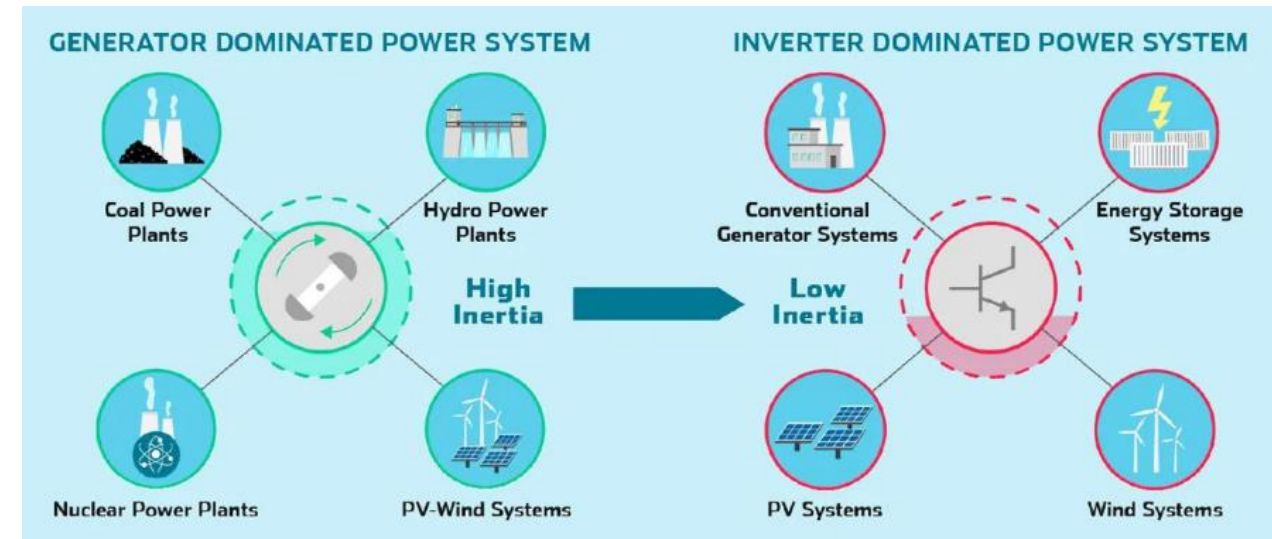 GENERATOR DOMINATED POWER SYSTEM
Coal Power
Plants
Hydro Power
Plants
High
Inertia
Nuclear Power Plants
PV-Wind Systems
INVERTER DOMINATED POWER SYSTEM
Conventional
Generator Systems
Energy Storage
Systems
Low
Inertia
PV Systems
Wind Systems